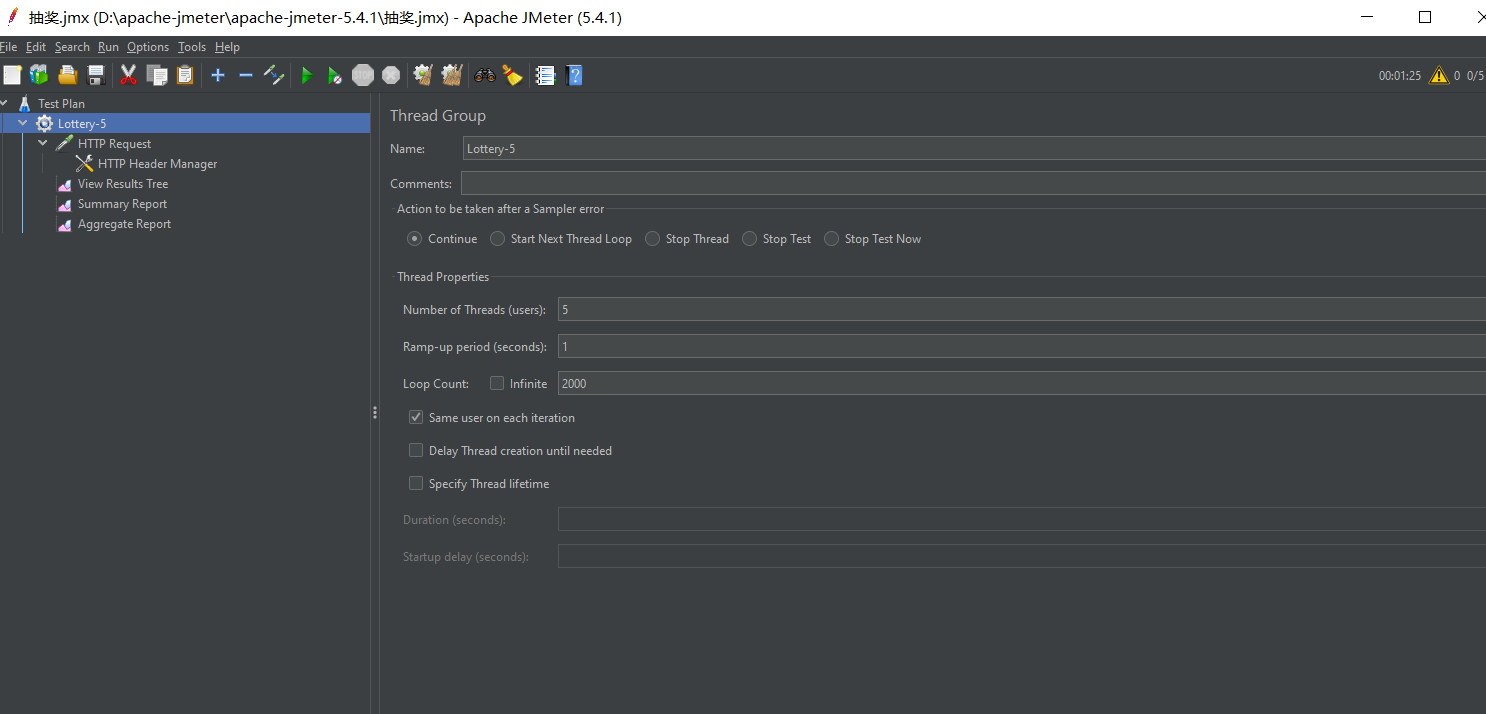 抽奖.jmx (D:\apache-jmeter\apache-jmeter-5.4.1\抽奖.jmx) - Apache JMeter (5.4.1)
File Edit Search Run Options Tools Help
STOP 00:01:25 0 0/5
Test Plan
Lottery-5
HTTP Request
HTTP Header Manager
View Results Tree
Summary Report
Aggregate Report
Thread Group
Name: Lottery-5
Comments:
Action to be taken after a Sampler error
Continue Start Next Thread Loop Stop Thread Stop Test Stop Test Now
Thread Properties
Number of Threads (users): 5
Ramp-up period (seconds): 1
Loop Count: Infinite 2000
Same user on each iteration
Delay Thread creation until needed
Specify Thread lifetime
Duration (seconds):
Startup delay (seconds):